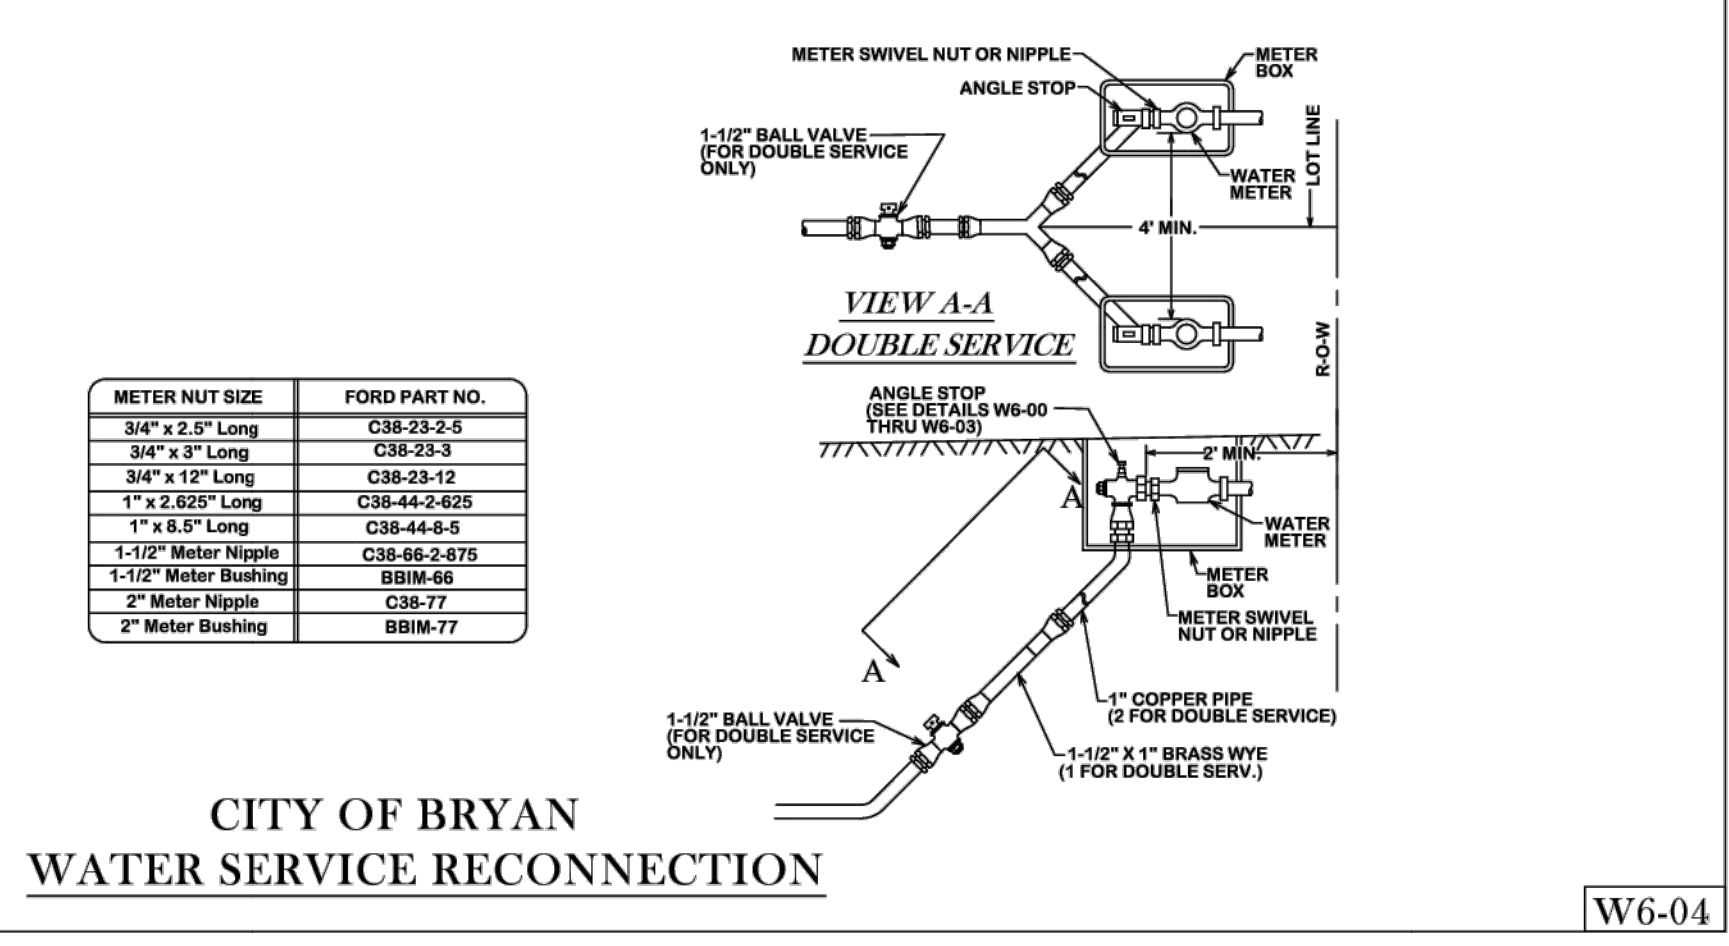 METER SWIVEL NUT OR NIPPLE
METER
BOX
ANGLE STOP
1-1/2" BALL VALVE
(FOR DOUBLE SERVICE
ONLY)
LOT LINE
WATER
METER
4' MIN.
VIEW A-A
DOUBLE SERVICE
R-O-W
METER NUT SIZE FORD PART NO.
3/4" x 2.5" Long C38-23-2-5
3/4" x 3" Long C38-23-3
3/4" x 12" Long C38-23-12
1" x 2.625" Long C38-44-2-625
1" x 8.5" Long C38-44-8-5
1-1/2" Meter Nipple C38-66-2-875
1-1/2" Meter Bushing BBIM-66
2" Meter Nipple C38-77
2" Meter Bushing BBIM-77
ANGLE STOP
(SEE DETAILS W6-00
THRU W6-03)
2' MIN.
A
WATER
METER
METER
BOX
METER SWIVEL
NUT OR NIPPLE
A
1" COPPER PIPE
(2 FOR DOUBLE SERVICE)
1-1/2" BALL VALVE
(FOR DOUBLE SERVICE
ONLY)
1-1/2" X 1" BRASS WYE
(1 FOR DOUBLE SERV.)
CITY OF BRYAN
WATER SERVICE RECONNECTION
W6-04